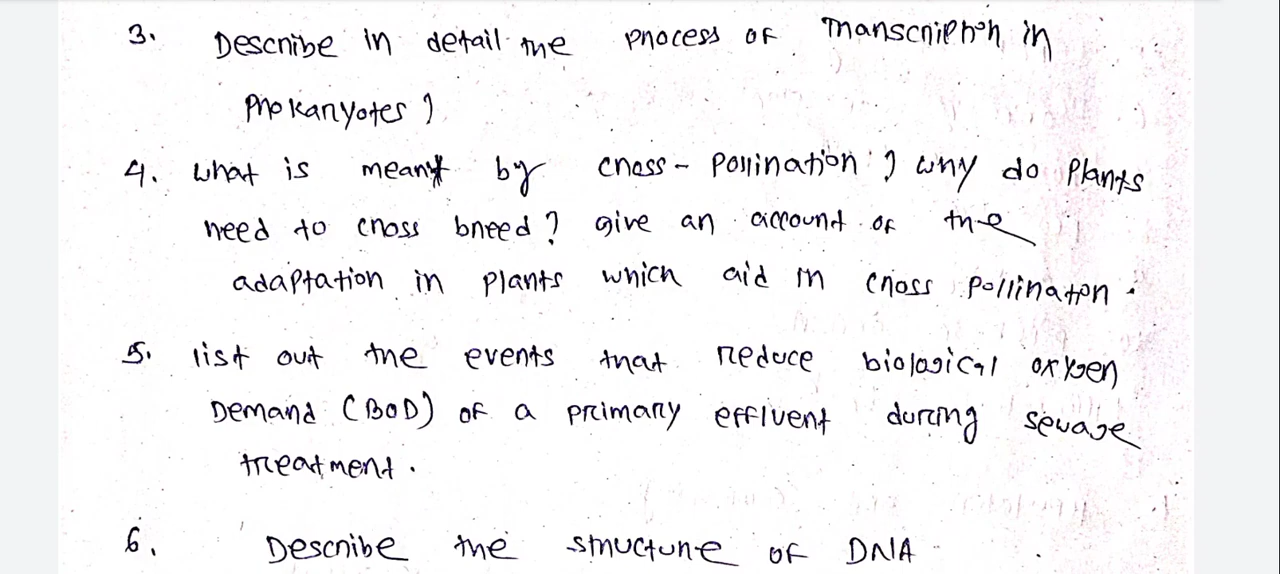 3. Describe in detail the process of Transcription in
Prokaryotes ?
4. what is meant by cross - Pollination ? why do Plants
need to cross breed ? give an account of the
adaptation in plants which aid in cross pollination.
5. list out the events that reduce biological oxygen
Demand (BOD) of a primary effluent during sewage
treatment.
6. Describe the structure of DNA